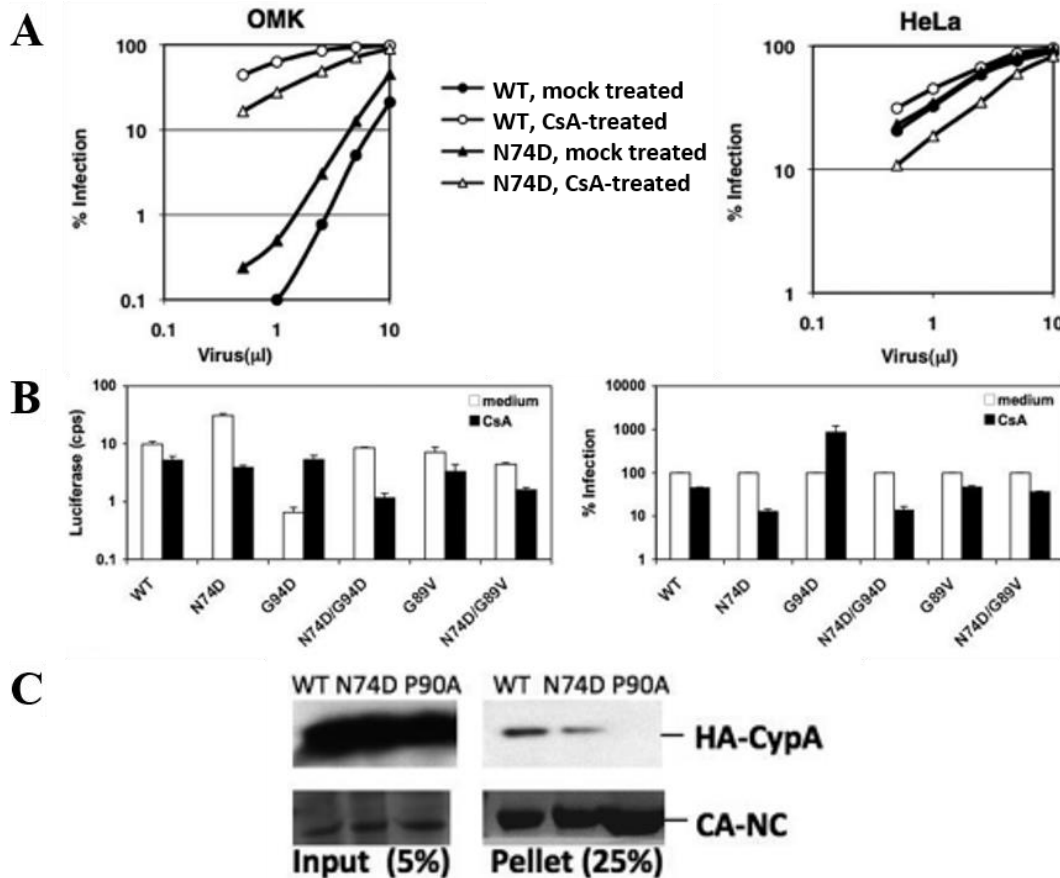 A
OMK
% Infection
100
10
1
0.1
0.1 1 10
Virus(µl)
WT, mock treated
WT, CsA-treated
N74D, mock treated
N74D, CsA-treated
HeLa
% Infection
100
10
1
0.1 1 10
Virus(µl)
B
Luciferase (cps)
100
10
1
0.1
medium
CsA
WT N74D G94D N74D/G94D G89V N74D/G89V
% Infection
10000
1000
100
10
1
medium
CsA
WT N74D G94D N74D/G94D G89V N74D/G89V
C
WT N74D P90A WT N74D P90A
HA-CypA
CA-NC
Input (5%) Pellet (25%)